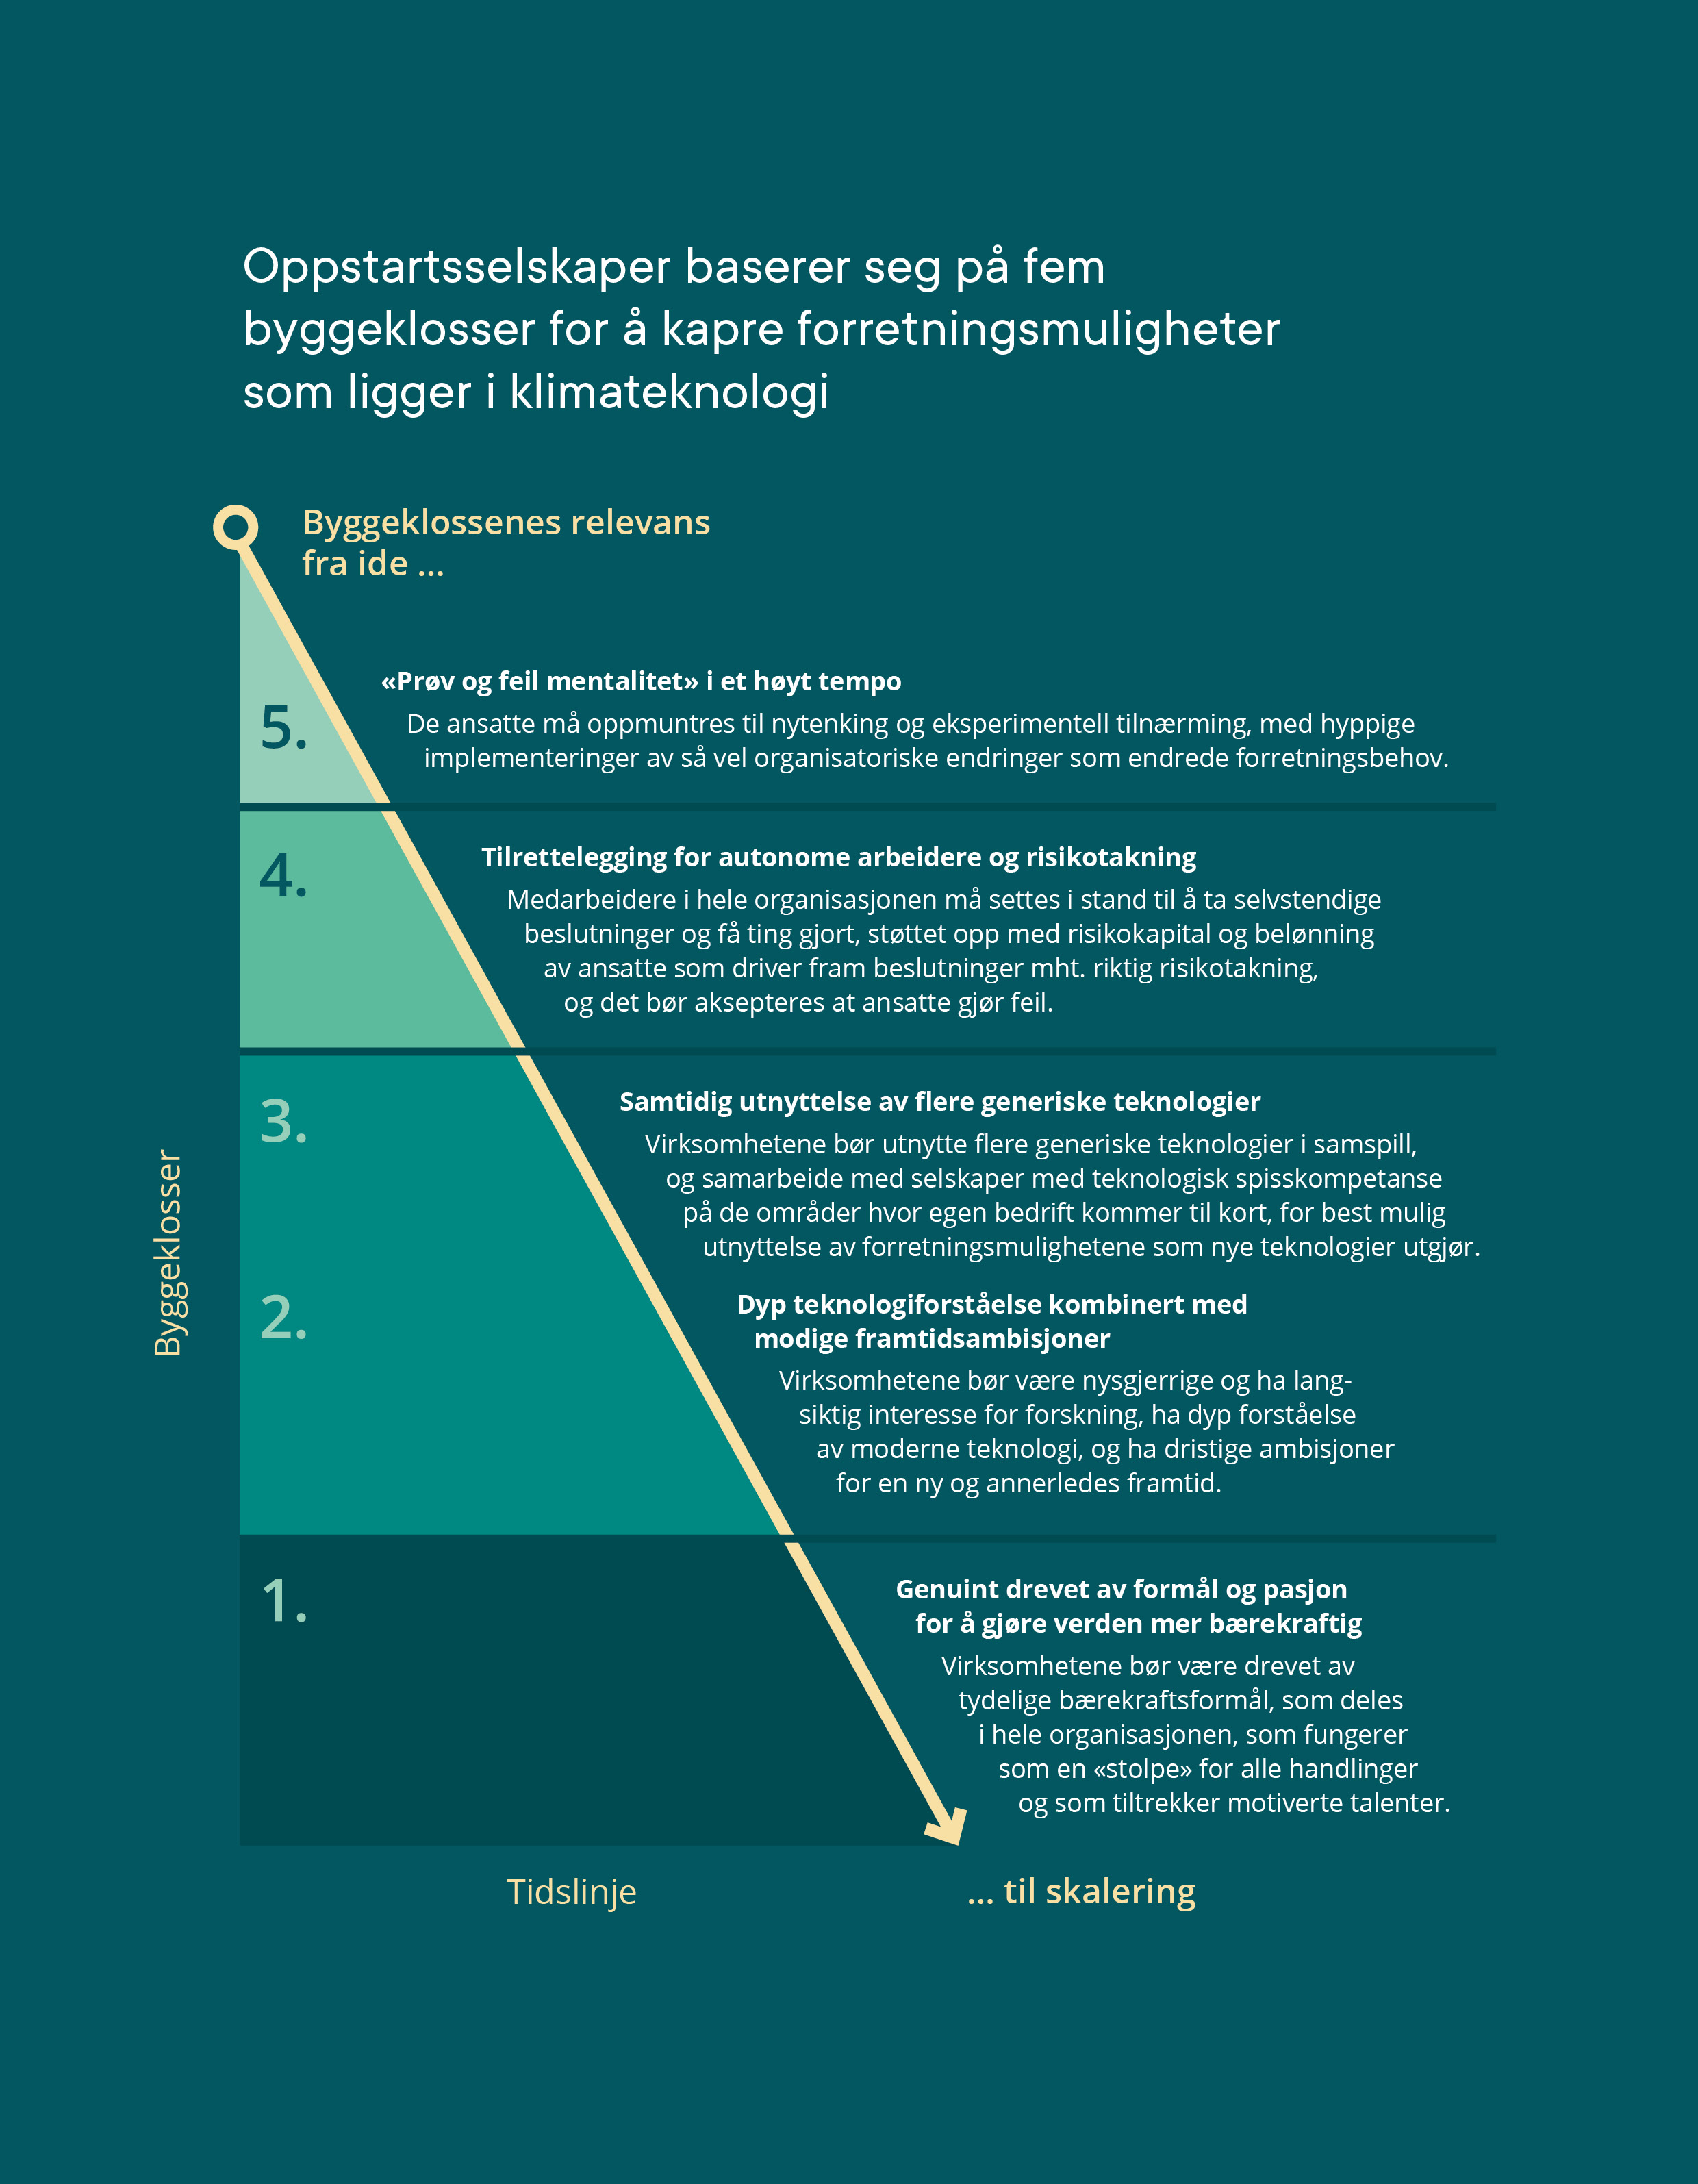 Oppstartsselskaper baserer seg på fem
byggeklosser for å kapre forretningsmuligheter
som ligger i klimateknologi
Byggeklossenes relevans
fra ide ...
5.
«Prøv og feil mentalitet» i et høyt tempo
De ansatte må oppmuntres til nytenking og eksperimentell tilnærming, med hyppige
implementeringer av så vel organisatoriske endringer som endrede forretningsbehov.
4.
Tilrettelegging for autonome arbeidere og risikotakning
Medarbeidere i hele organisasjonen må settes i stand til å ta selvstendige
beslutninger og få ting gjort, støttet opp med risikokapital og belønning
av ansatte som driver fram beslutninger mht. riktig risikotakning,
og det bør aksepteres at ansatte gjør feil.
3.
Samtidig utnyttelse av flere generiske teknologier
Virksomhetene bør utnytte flere generiske teknologier i samspill,
og samarbeide med selskaper med teknologisk spisskompetanse
på de områder hvor egen bedrift kommer til kort, for best mulig
utnyttelse av forretningsmulighetene som nye teknologier utgjør.
2.
Dyp teknologiforståelse kombinert med
modige framtidsambisjoner
Virksomhetene bør være nysgjerrige og ha lang-
siktig interesse for forskning, ha dyp forståelse
av moderne teknologi, og ha dristige ambisjoner
for en ny og annerledes framtid.
1.
Genuint drevet av formål og pasjon
for å gjøre verden mer bærekraftig
Virksomhetene bør være drevet av
tydelige bærekraftsformål, som deles
i hele organisasjonen, som fungerer
som en «stolpe» for alle handlinger
og som tiltrekker motiverte talenter.
Byggeklosser
Tidslinje
... til skalering